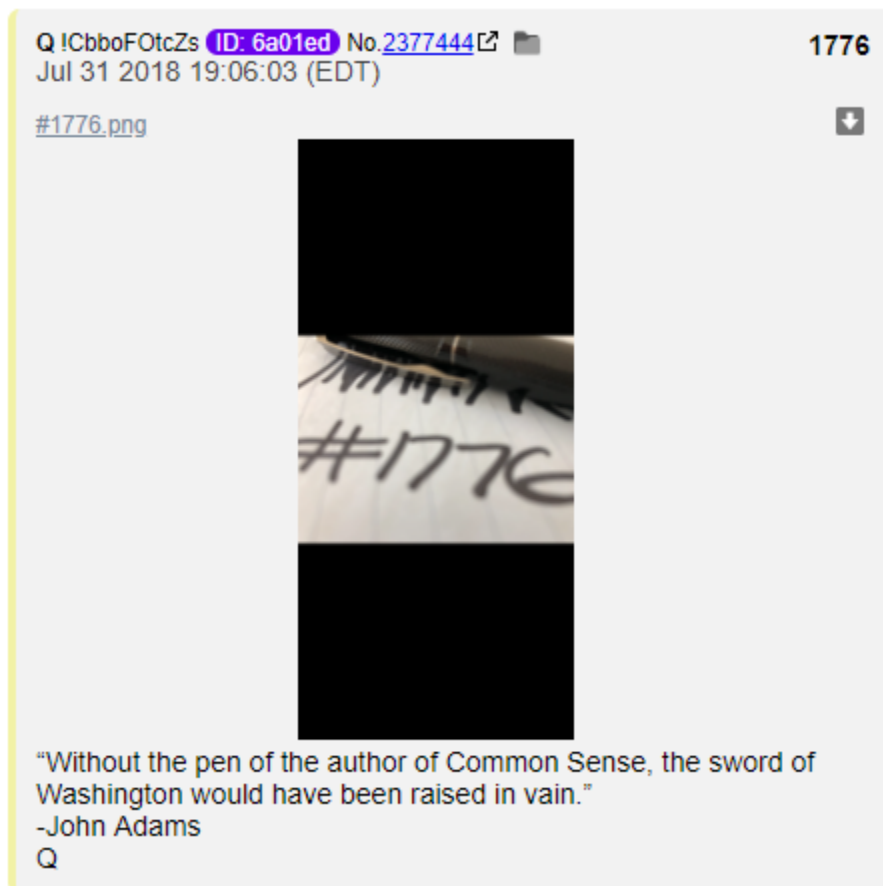 Q !CbboFOtcZs ID: 6a01ed No.2377444 1776
Jul 31 2018 19:06:03 (EDT)
#1776.png
#1776
“Without the pen of the author of Common Sense, the sword of
Washington would have been raised in vain.”
-John Adams
Q